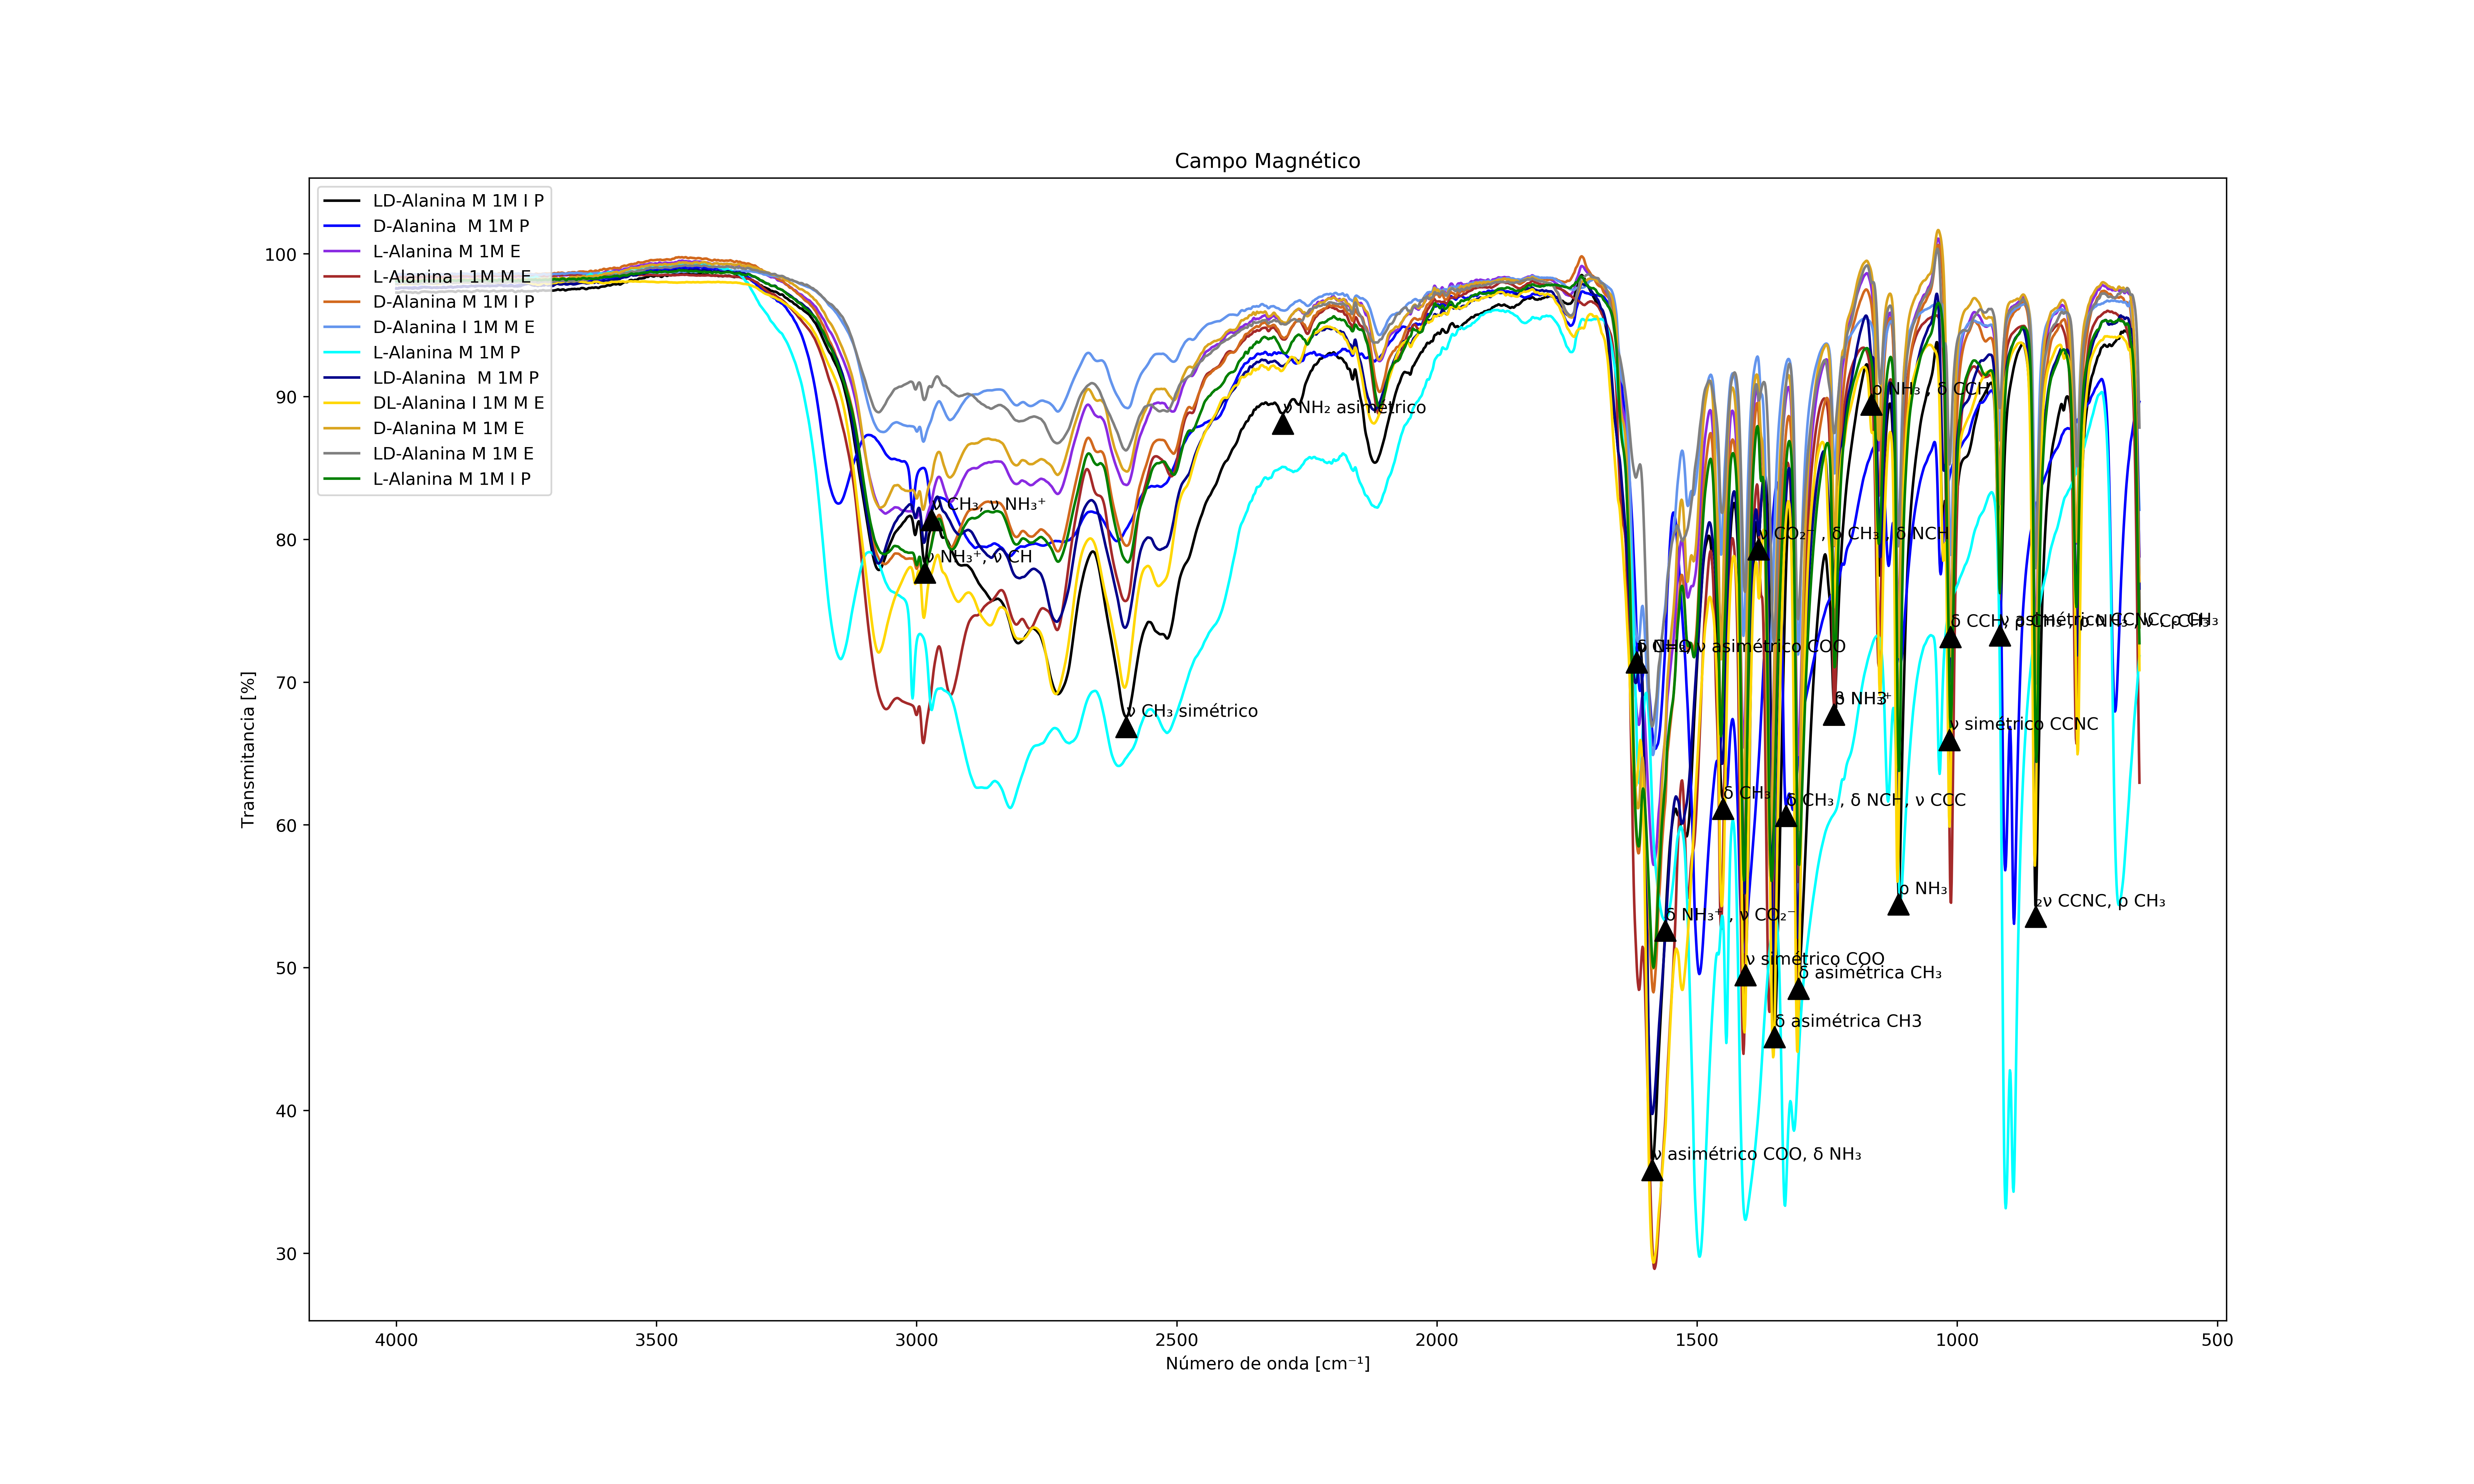 Campo Magnético
LD-Alanina M 1M I P
D-Alanina  M 1M P
L-Alanina M 1M E
L-Alanina  1M M E
D-Alanina M 1M I P
D-Alanina I 1M M E
L-Alanina M 1M P
LD-Alanina  M 1M P
DL-Alanina I 1M M E
D-Alanina M 1M E
LD-Alanina M 1M E
L-Alanina M 1M I P
Transmitancia [%]
100
90
80
70
60
50
40
30
ρ NH₃ , δ CCH
ν NH₂ asimétrico
ν CH₃, ν NH₃⁺
ν CO₂⁻ , δ CH₃ , δ NCH
ν NH₃⁺, ν CH
ν asimétrico COO
δ NH₃⁺
ν CH₃ simétrico
ν simétrico CCNC
δ CH₃
δ CH₃ , δ NCH, ν CCC
ρ NH₃
ν CCNC, ρ CH₃
δ NH₃⁺ , ν CO₂⁻
ν simétrico COO
δ asimétrica CH₃
δ asimétrica CH3
ν asimétrico COO, δ NH₃
4000 3500 3000 2500 2000 1500 1000 500
Número de onda [cm⁻¹]